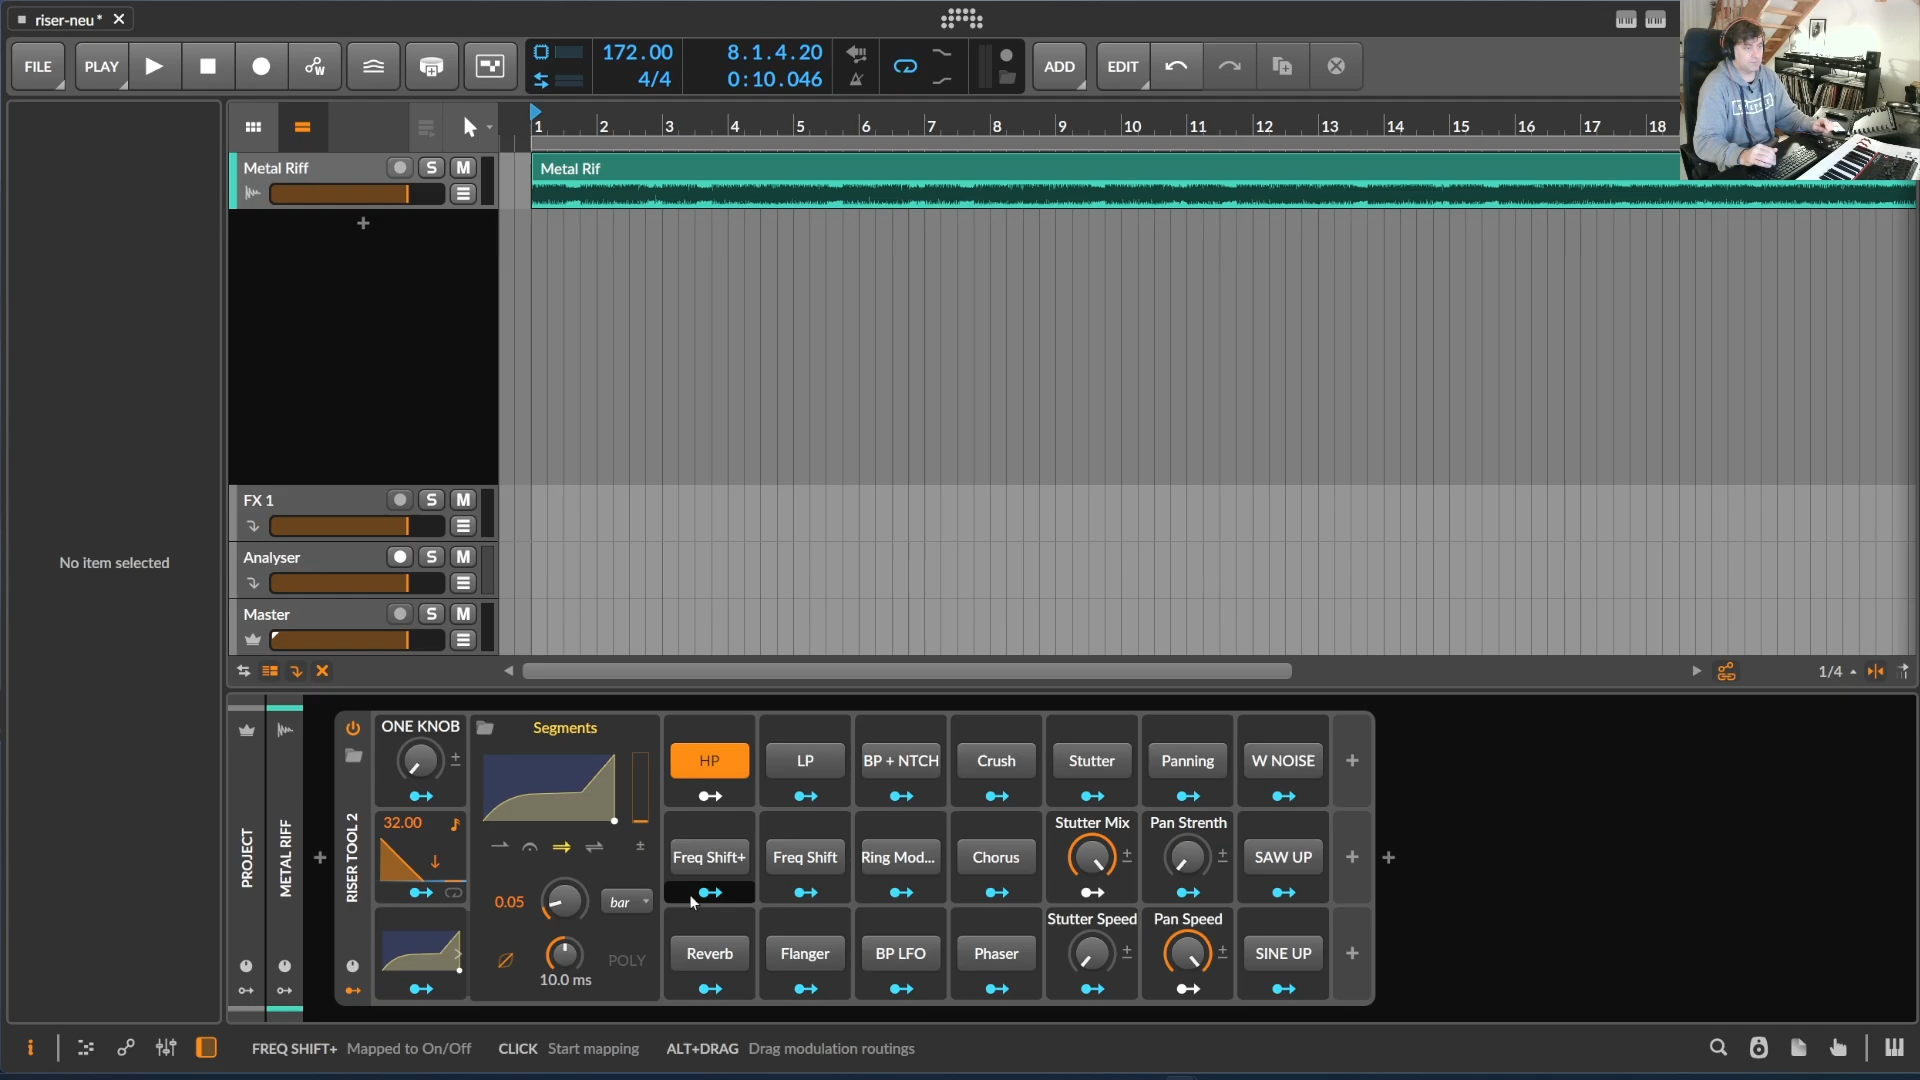 riser-neu*
FILE PLAY 172.00 4/4 8.1.4.20 0:10.046 ADD EDIT
1 2 3 4 5 6 7 8 9 10 11 12 13 14 15 16 17 18
Metal Riff S M
Metal Rif
FX 1 S M
Analyser S M
Master S M
No item selected
1/4
PROJECT
METAL RIFF
RISER TOOL 2
ONE KNOB
32.00
Segments
0.05 bar
10.0 ms POLY
HP LP BP + NTCH Crush Stutter Panning W NOISE
Stutter Mix Pan Strenth
Freq Shift+ Freq Shift Ring Mod... Chorus SAW UP
Stutter Speed Pan Speed
Reverb Flanger BP LFO Phaser SINE UP
FREQ SHIFT+ Mapped to On/Off CLICK Start mapping ALT+DRAG Drag modulation routings